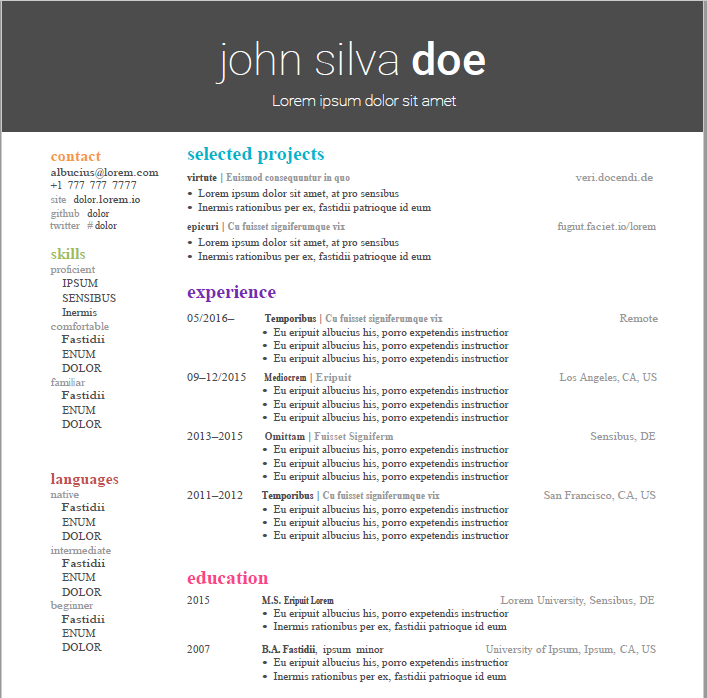 john silva doe
Lorem ipsum dolor sit amet
contact
albucius@lorem.com
+1 777 777 7777
site dolor.lorem.io
github dolor
twitter #dolor
skills
proficient
IPSUM
SENSIBUS
Inermis
comfortable
Fastidii
ENUM
DOLOR
familiar
Fastidii
ENUM
DOLOR
languages
native
Fastidii
ENUM
DOLOR
intermediate
Fastidii
ENUM
DOLOR
beginner
Fastidii
ENUM
DOLOR
selected projects
virtute | Euismod consequuntur in quo veri.docendi.de
• Lorem ipsum dolor sit amet, at pro sensibus
• Inermis rationibus per ex, fastidii patrioque id eum
epicuri | Cu fuisset signiferumque vix fugiut.faciet.io/lorem
• Lorem ipsum dolor sit amet, at pro sensibus
• Inermis rationibus per ex, fastidii patrioque id eum
experience
05/2016– Temporibus | Cu fuisset signiferumque vix Remote
• Eu eripuit albucius his, porro expetendis instructior
• Eu eripuit albucius his, porro expetendis instructior
• Eu eripuit albucius his, porro expetendis instructior
09–12/2015 Mediocrem | Eripuit Los Angeles, CA, US
• Eu eripuit albucius his, porro expetendis instructior
• Eu eripuit albucius his, porro expetendis instructior
• Eu eripuit albucius his, porro expetendis instructior
2013–2015 Omittam | Fuisset Signiferm Sensibus, DE
• Eu eripuit albucius his, porro expetendis instructior
• Eu eripuit albucius his, porro expetendis instructior
• Eu eripuit albucius his, porro expetendis instructior
2011–2012 Temporibus | Cu fuisset signiferumque vix San Francisco, CA, US
• Eu eripuit albucius his, porro expetendis instructior
• Eu eripuit albucius his, porro expetendis instructior
• Eu eripuit albucius his, porro expetendis instructior
education
2015 M.S. Eripuit Lorem Lorem University, Sensibus, DE
• Eu eripuit albucius his, porro expetendis instructior
• Inermis rationibus per ex, fastidii patrioque id eum
2007 B.A. Fastidii, ipsum minor University of Ipsum, Ipsum, CA, US
• Eu eripuit albucius his, porro expetendis instructior
• Inermis rationibus per ex, fastidii patrioque id eum